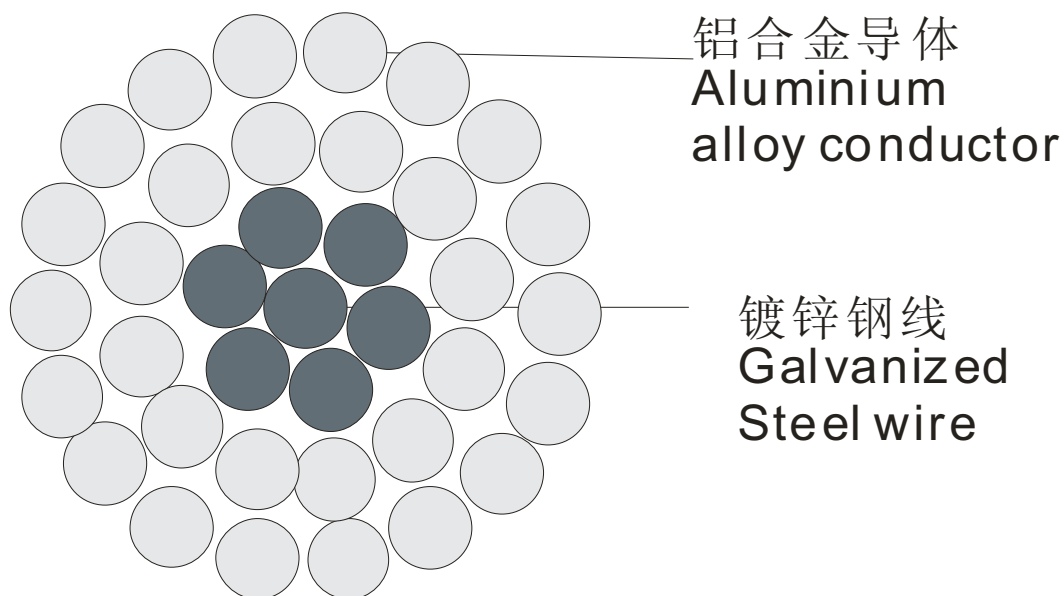 铝合金导体
Aluminium
alloy conductor
镀锌钢线
Galvanized
Steel wire